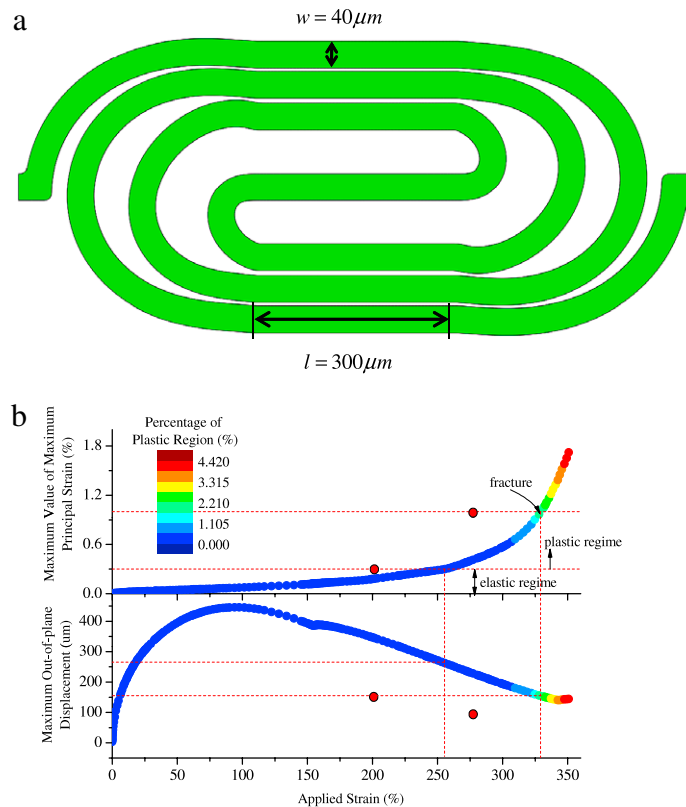 a
w = 40μm
l = 300μm
b
Maximum Value of Maximum
Principal Strain (%)
1.8
1.2
0.6
0.0
Percentage of
Plastic Region (%)
4.420
3.315
2.210
1.105
0.000
fracture
plastic regime
elastic regime
Maximum Out-of-plane
Displacement (um)
400
300
200
100
0
0
50
100
150
200
250
300
350
Applied Strain (%)